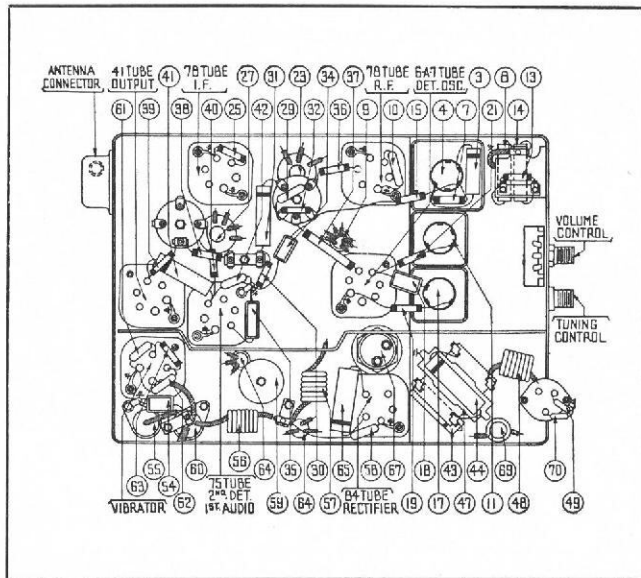 ANTENNA CONNECTOR
41 TUBE OUTPUT
41
78 TUBE I.F.
27 31 23 34 37
78 TUBE R.F.
6A7 TUBE DET. OSC.
3 8 13
61 39 38 40 25 42 29 32 36 9 10 15 4 7 21 14
VOLUME CONTROL
TUNING CONTROL
63 55 54 62 60 56 64 35 30 65 58 67 18 43 44 69 70
VIBRATOR
75 TUBE
2ND. DET.
1ST. AUDIO
59 64 57
84 TUBE RECTIFIER
19 17 47 11 48 49